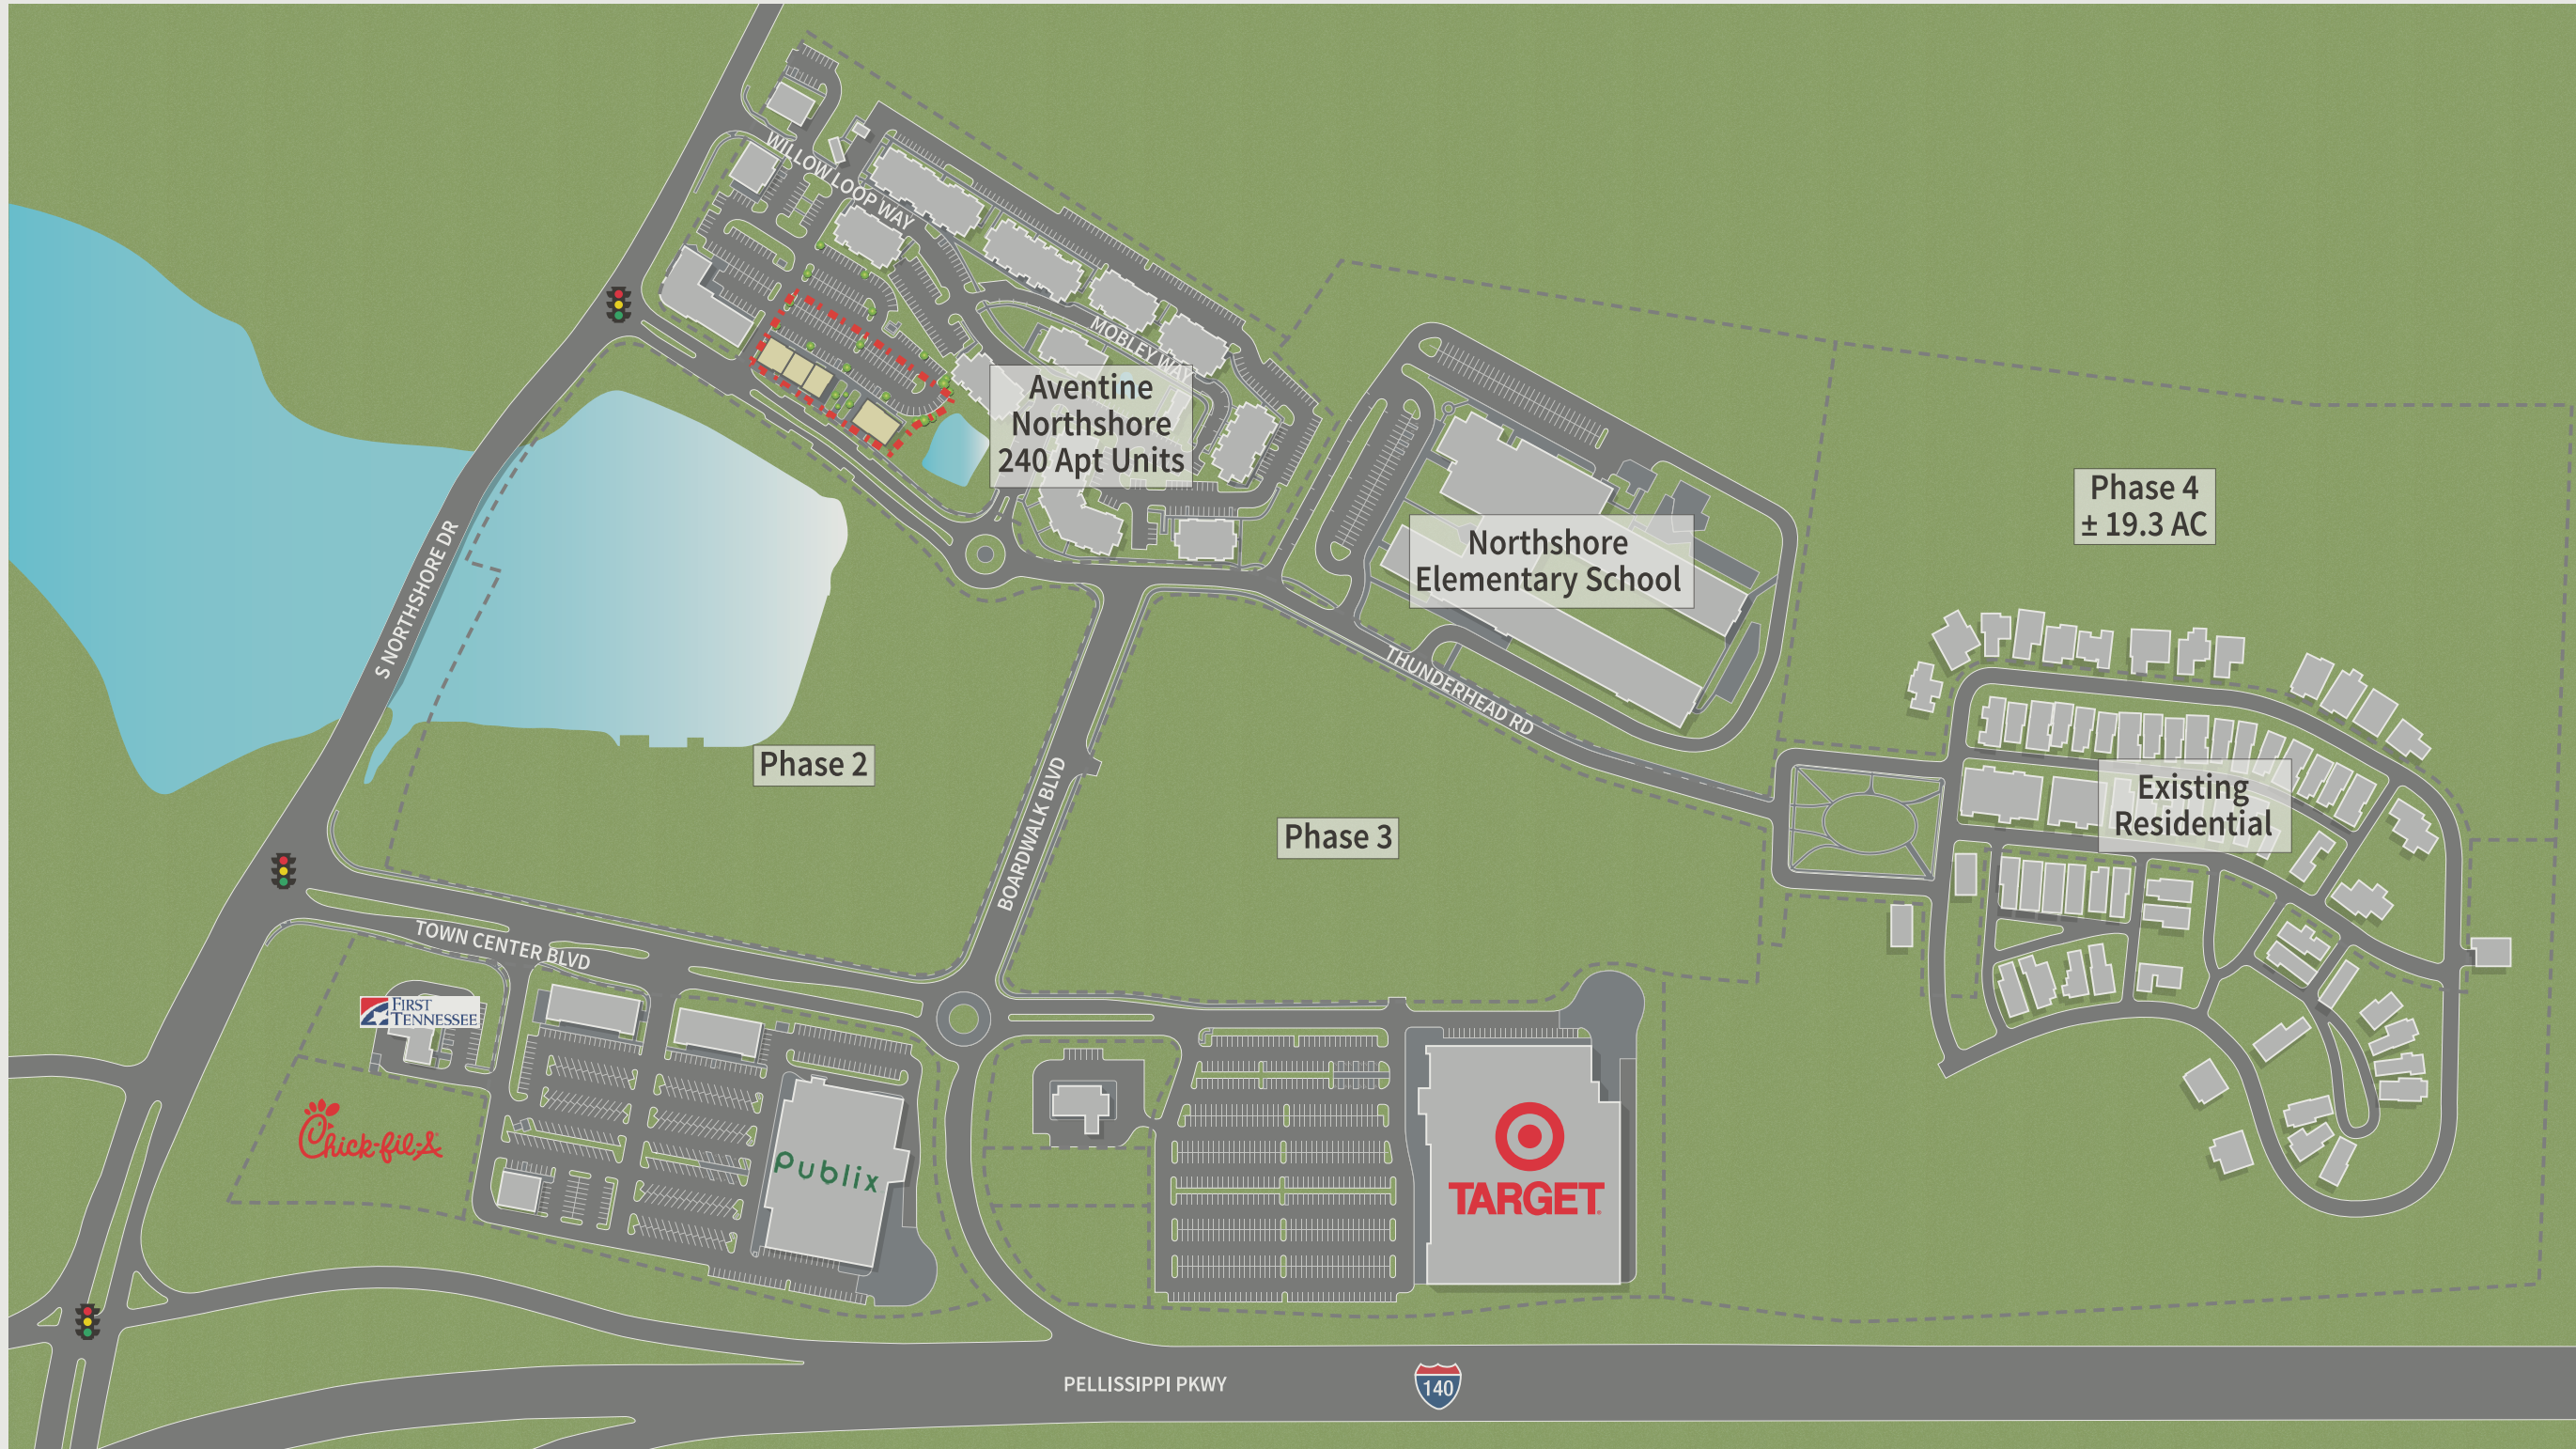 WILLOW LOOP WAY
MOBLEY WAY
Aventine
Northshore
240 Apt Units
Northshore
Elementary School
Phase 4
± 19.3 AC
S NORTHSHORE DR
THUNDERHEAD RD
Phase 2
BOARDWALK BLVD
Phase 3
Existing
Residential
TOWN CENTER BLVD
FIRST
TENNESSEE
Chick-fil-A
Publix
TARGET
PELLISSIPPI PKWY
140